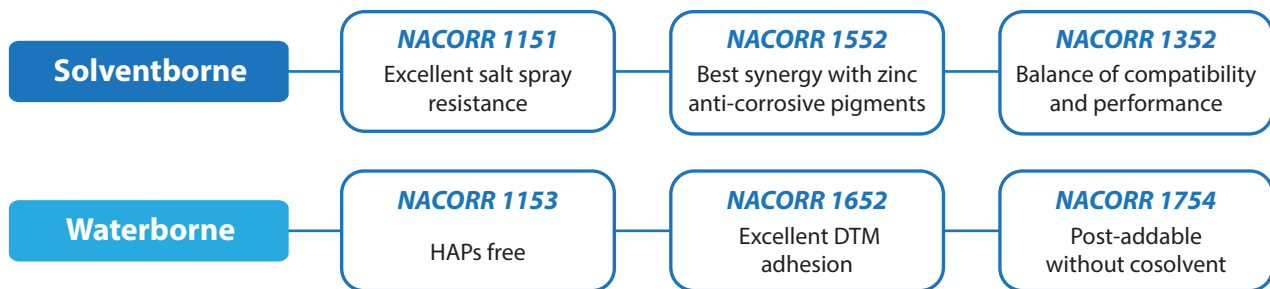 Solventborne
NACORR 1151
Excellent salt spray
resistance
NACORR 1552
Best synergy with zinc
anti-corrosive pigments
NACORR 1352
Balance of compatibility
and performance
Waterborne
NACORR 1153
HAPs free
NACORR 1652
Excellent DTM
adhesion
NACORR 1754
Post-addable
without cosolvent